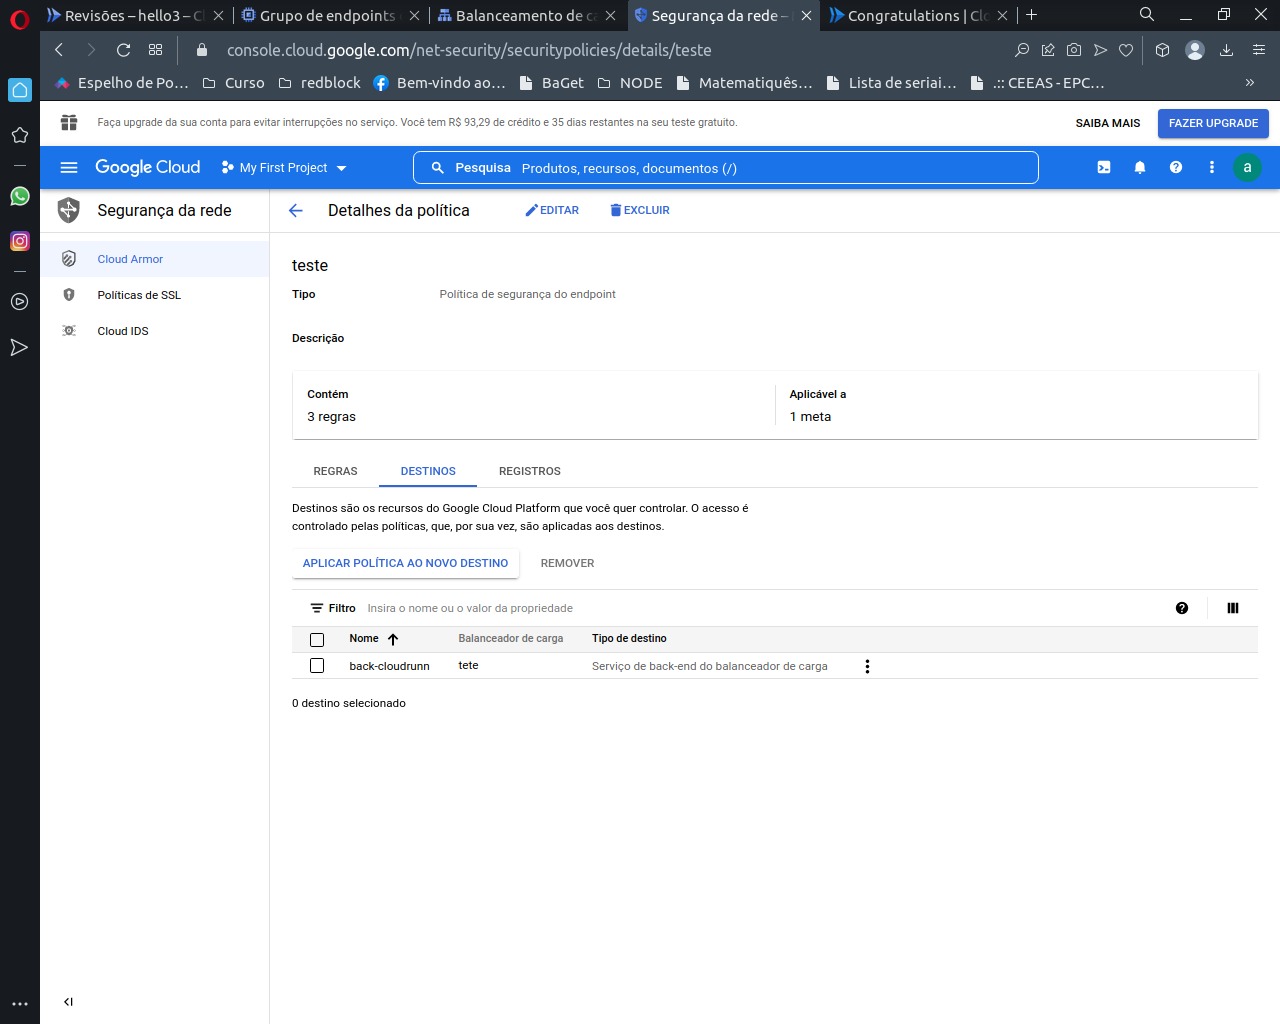 Revisões – hello3 – Cl
Grupo de endpoints
Balanceamento de ca
Segurança da rede –
Congratulations | Clo
console.cloud.google.com/net-security/securitypolicies/details/teste
Espelho de Po...
Curso
redblock
Bem-vindo ao...
BaGet
NODE
Matematiquês...
Lista de seriai...
.:: CEEAS - EPC...
»
Faça upgrade da sua conta para evitar interrupções no serviço. Você tem R$ 93,29 de crédito e 35 dias restantes na seu teste gratuito.
SAIBA MAIS
FAZER UPGRADE
Google Cloud
My First Project
Pesquisa Produtos, recursos, documentos (/)
a
Segurança da rede
Detalhes da política
EDITAR
EXCLUIR
Cloud Armor
Políticas de SSL
Cloud IDS
teste
Tipo Política de segurança do endpoint
Descrição
Contém
3 regras
Aplicável a
1 meta
REGRAS
DESTINOS
REGISTROS
Destinos são os recursos do Google Cloud Platform que você quer controlar. O acesso é
controlado pelas políticas, que, por sua vez, são aplicadas aos destinos.
APLICAR POLÍTICA AO NOVO DESTINO
REMOVER
Filtro Insira o nome ou o valor da propriedade
Nome Balanceador de carga Tipo de destino
back-cloudrunn tete Serviço de back-end do balanceador de carga
0 destino selecionado